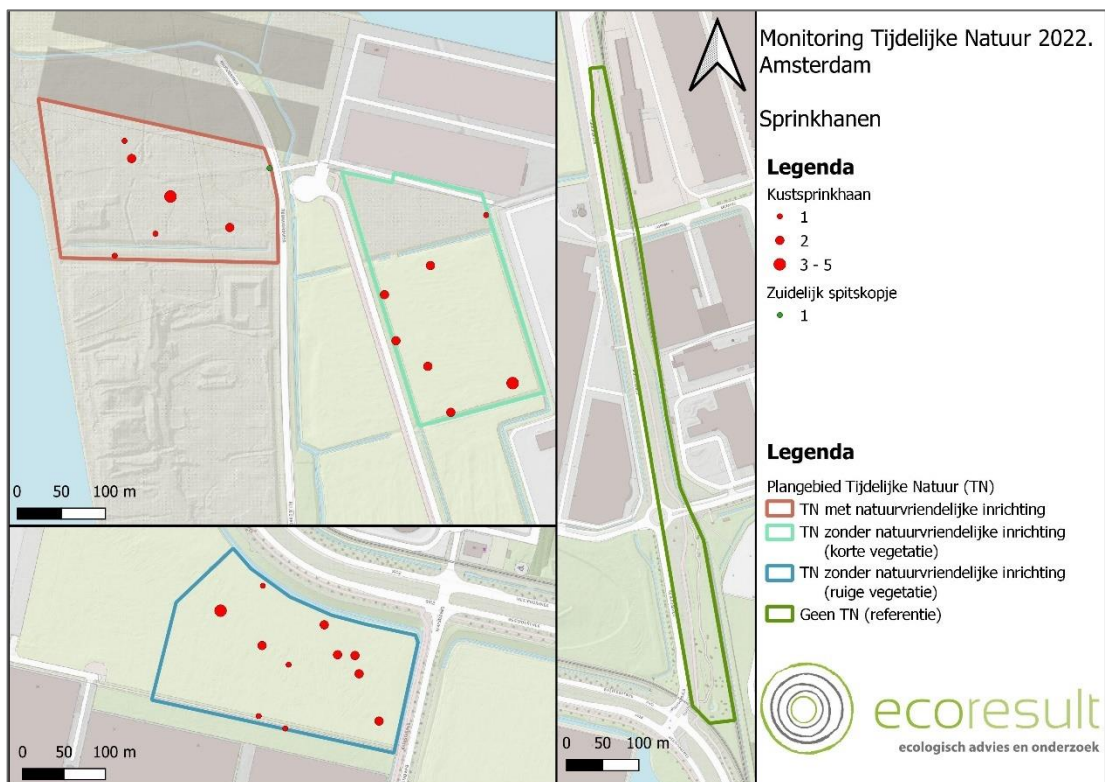 Monitoring Tijdelijke Natuur 2022.
Amsterdam
Sprinkhanen
Legenda
Kustsprinkhaan
1
2
3 - 5
Zuidelijk spitskopje
1
Legenda
Plangebied Tijdelijke Natuur (TN)
TN met natuurvriendelijke inrichting
TN zonder natuurvriendelijke inrichting
(korte vegetatie)
TN zonder natuurvriendelijke inrichting
(ruige vegetatie)
Geen TN (referentie)
ecoresult
ecologisch advies en onderzoek
0 50 100 m
0 50 100 m
0 50 100 m